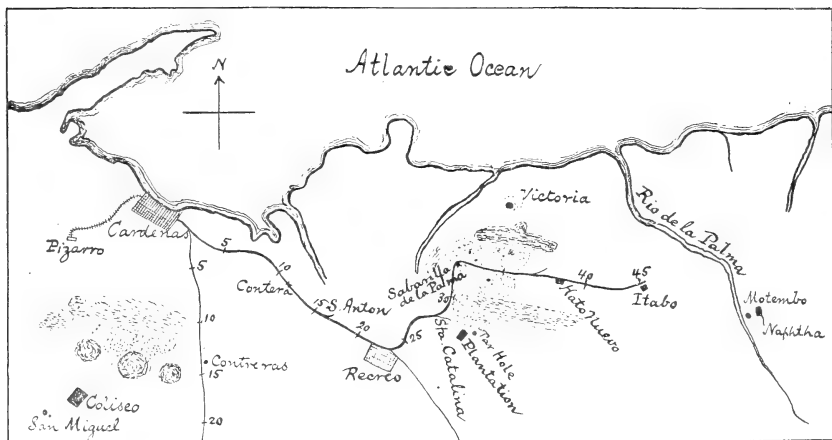 Atlantic Ocean
N
Victoria
Rio de la Palma
Pizarro
Cardenas
5
5
10
Contera
15
S. Anton
20
25
30
Sabanilla
de la Palma
40
45
Hato Nuevo
Itabo
Motembo
Naphtha
10
Contreras
15
20
Recreo
Sta Catalina
Tar Hole
Plantation
Coliseo
San Miguel